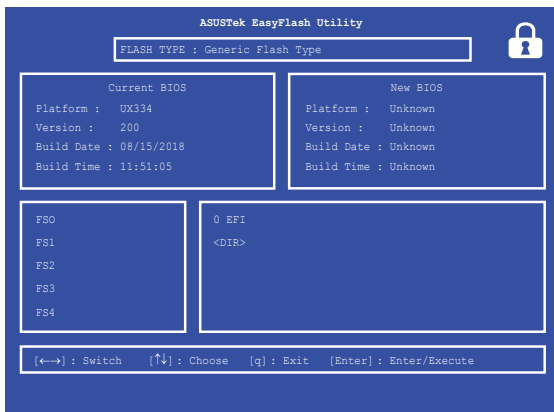 ASUSTek EasyFlash Utility
FLASH TYPE : Generic Flash Type
Current BIOS
Platform : UX334
Version : 200
Build Date : 08/15/2018
Build Time : 11:51:05
New BIOS
Platform : Unknown
Version : Unknown
Build Date : Unknown
Build Time : Unknown
FSO
FS1
FS2
FS3
FS4
0 EFI
<DIR>
[←→] : Switch [↑↓] : Choose [q] : Exit [Enter] : Enter/Execute